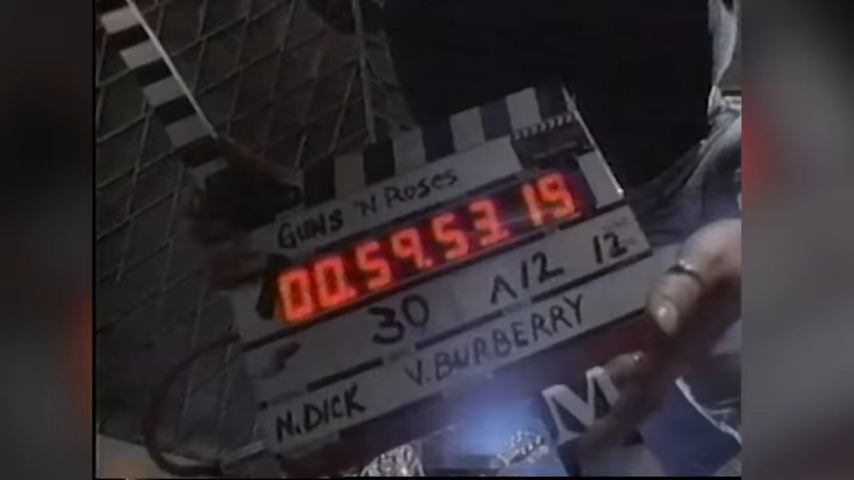 GUNS 'N ROSES
00.59.53.19
30 A12 12
N.DICK V.BURBERRY
M